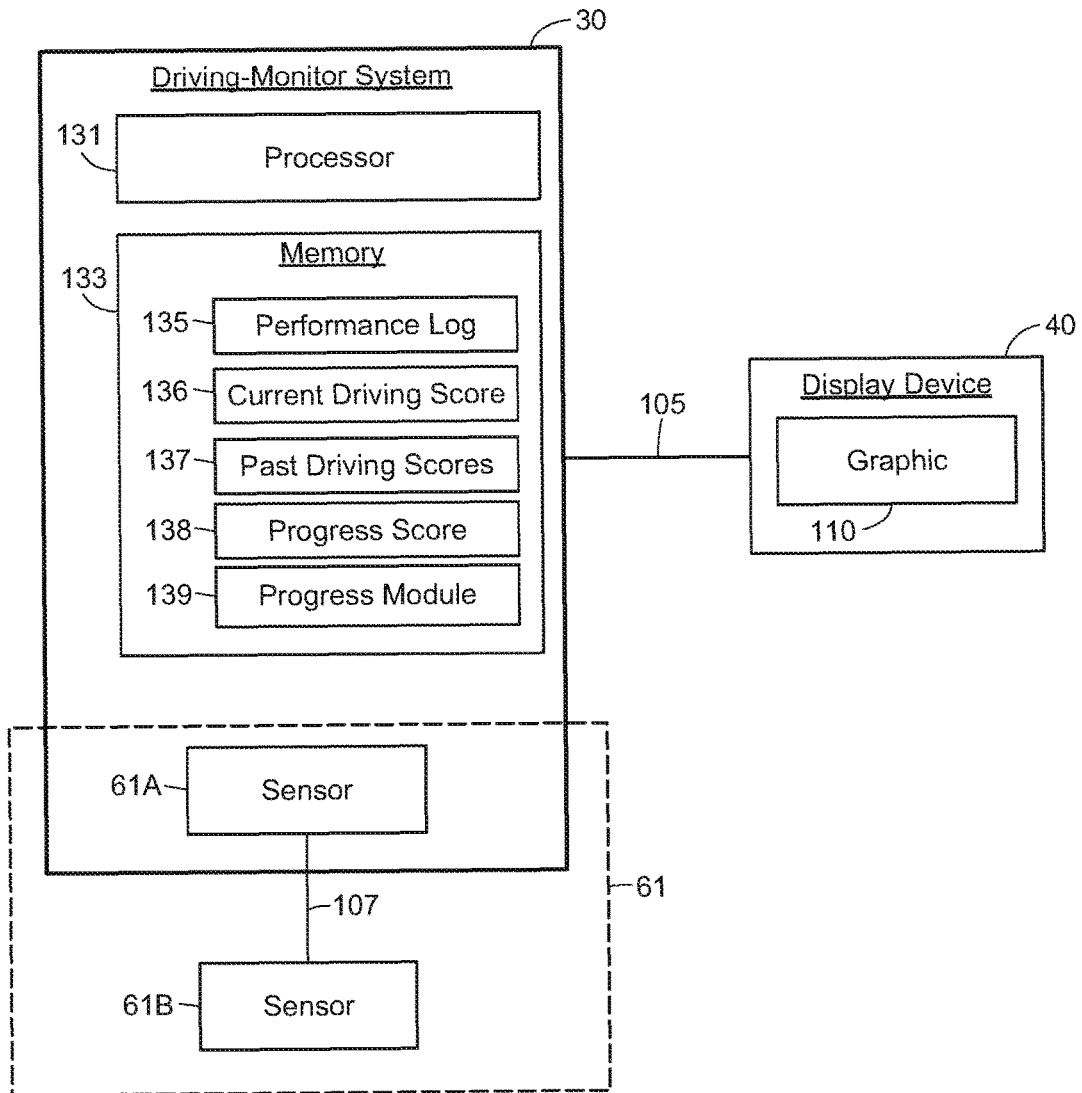 30
Driving-Monitor System
131
Processor
Memory
133
135
Performance Log
136
Current Driving Score
137
Past Driving Scores
138
Progress Score
139
Progress Module
40
Display Device
105
Graphic
110
61A
Sensor
61
107
61B
Sensor